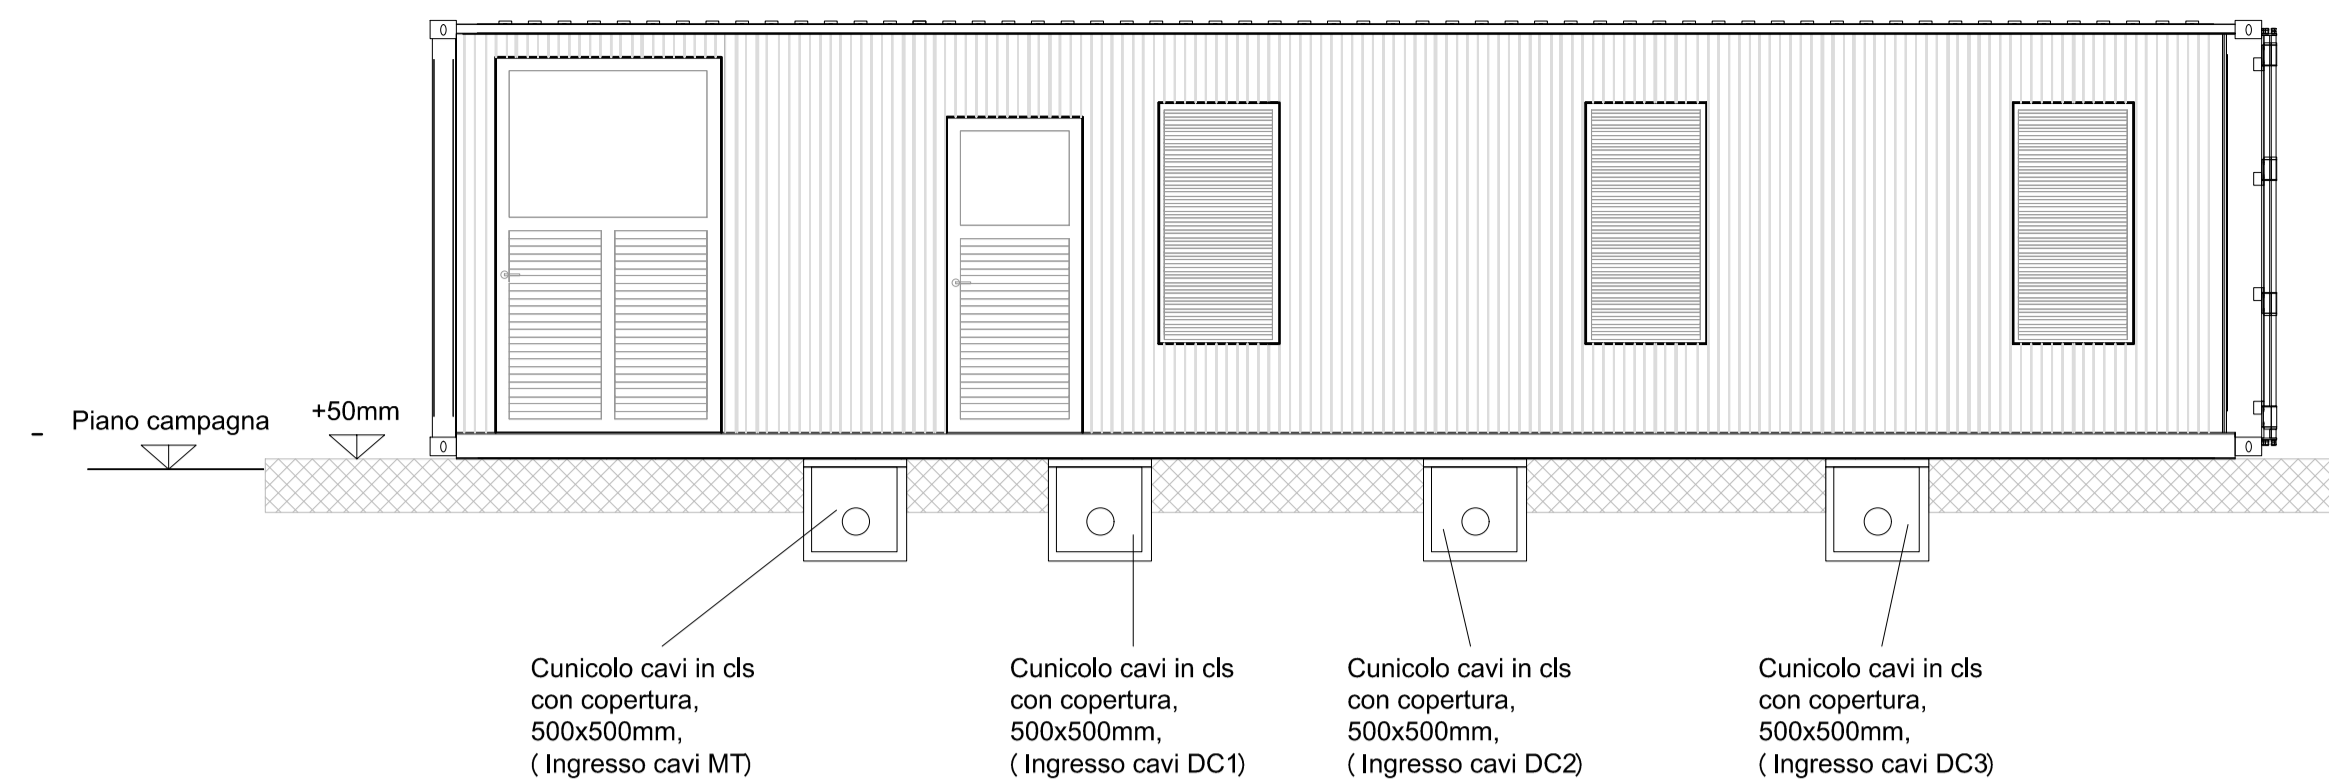 Piano campagna
+50mm
Cunicolo cavi in cls
con copertura,
500x500mm,
( Ingresso cavi MT)
Cunicolo cavi in cls
con copertura,
500x500mm,
( Ingresso cavi DC1)
Cunicolo cavi in cls
con copertura,
500x500mm,
( Ingresso cavi DC2)
Cunicolo cavi in cls
con copertura,
500x500mm,
( Ingresso cavi DC3)